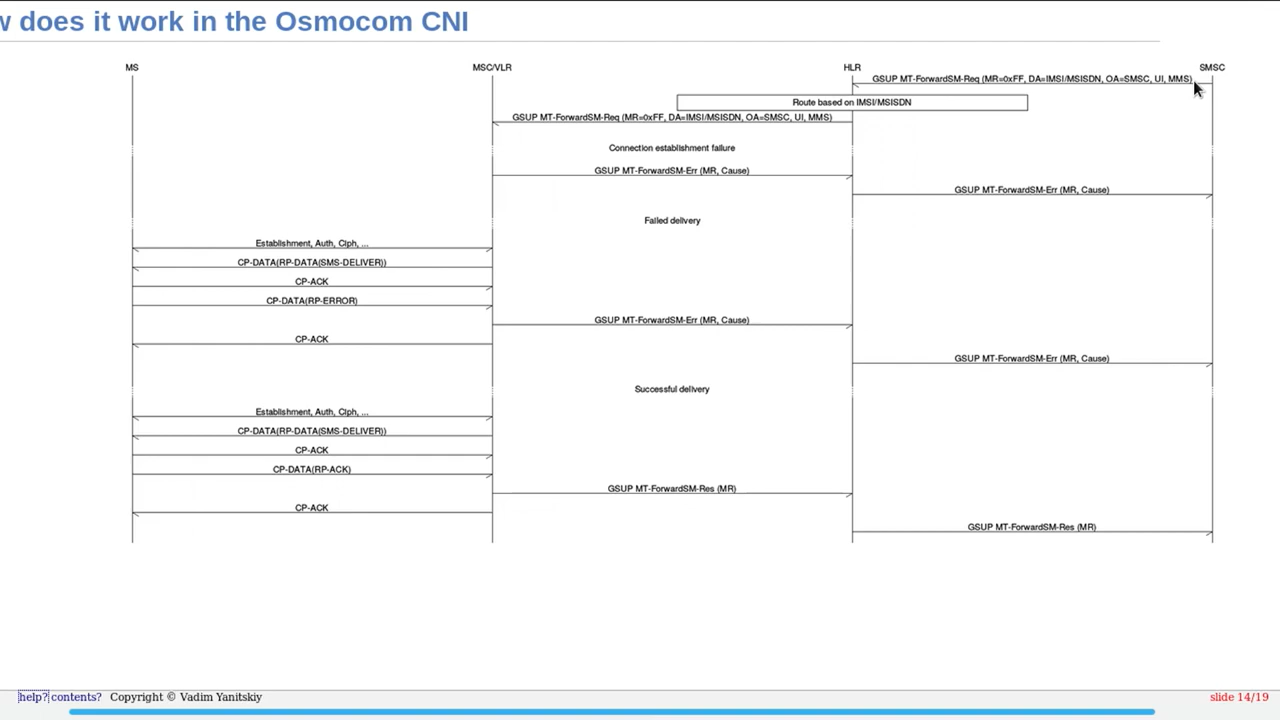 w does it work in the Osmocom CNI
MS MSC/VLR HLR SMSC
GSUP MT-ForwardSM-Req (MR=0xFF, DA=IMSI/MSISDN, OA=SMSC, UI, MMS)
Route based on IMSI/MSISDN
GSUP MT-ForwardSM-Req (MR=0xFF, DA=IMSI/MSISDN, OA=SMSC, UI, MMS)
Connection establishment failure
GSUP MT-ForwardSM-Err (MR, Cause)
GSUP MT-ForwardSM-Err (MR, Cause)
Failed delivery
Establishment, Auth, Ciph, ...
CP-DATA(RP-DATA(SMS-DELIVER))
CP-ACK
CP-DATA(RP-ERROR)
GSUP MT-ForwardSM-Err (MR, Cause)
CP-ACK
GSUP MT-ForwardSM-Err (MR, Cause)
Successful delivery
Establishment, Auth, Ciph, ...
CP-DATA(RP-DATA(SMS-DELIVER))
CP-ACK
CP-DATA(RP-ACK)
GSUP MT-ForwardSM-Res (MR)
CP-ACK
GSUP MT-ForwardSM-Res (MR)
help? contents? Copyright © Vadim Yanitskiy slide 14/19